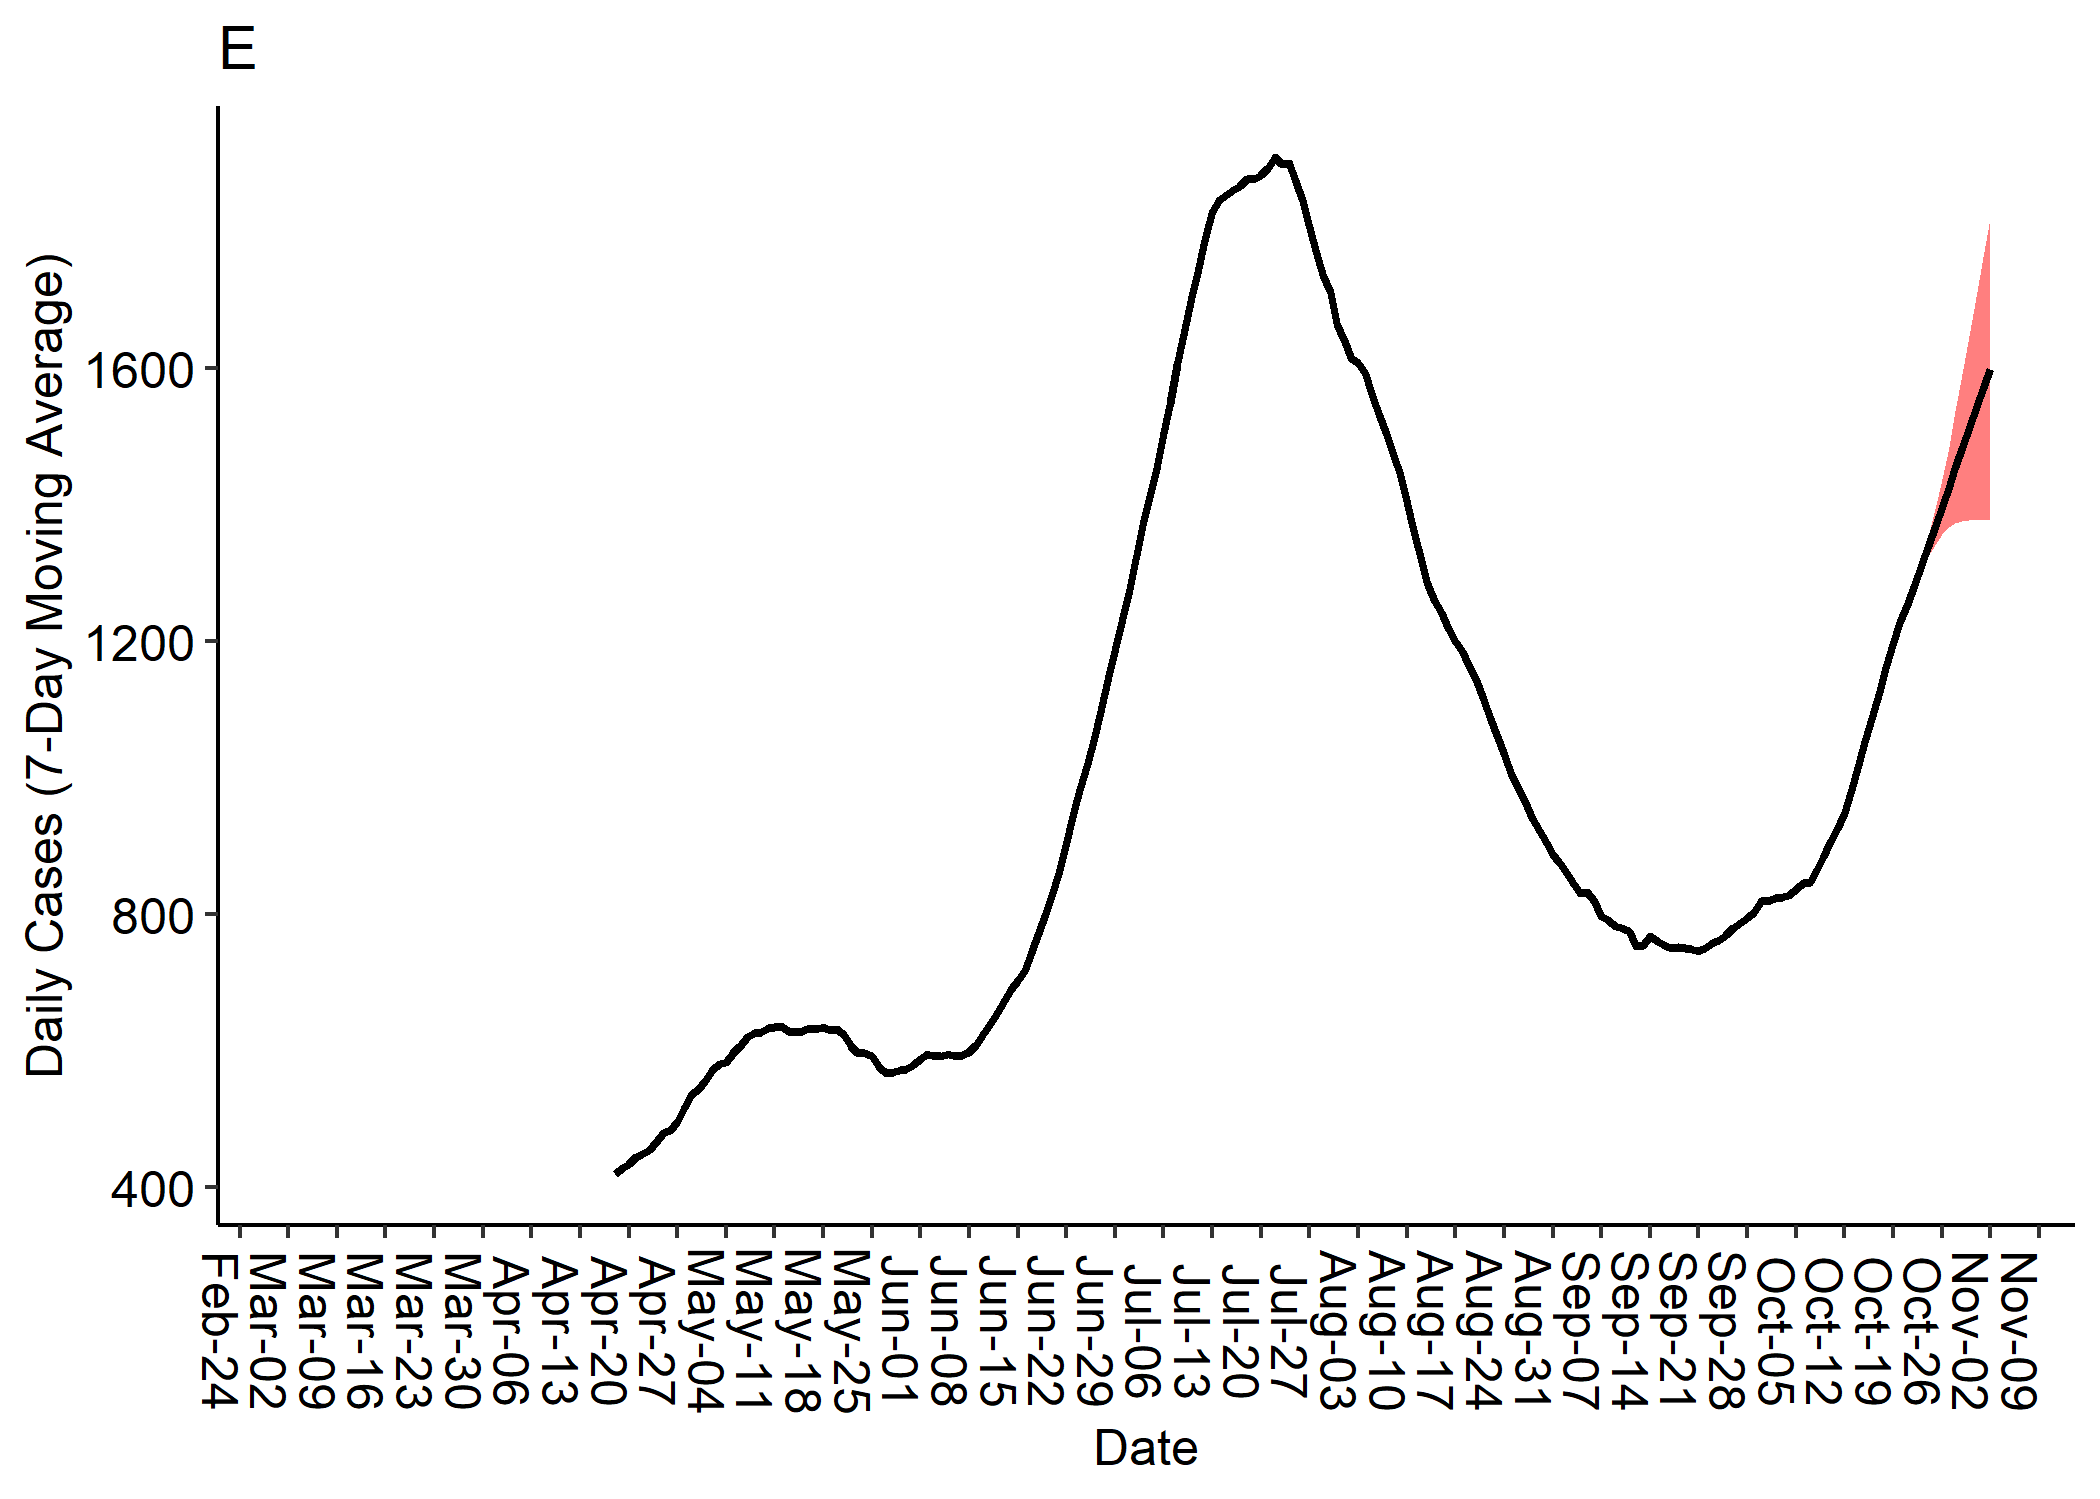 E
Daily Cases (7-Day Moving Average)
1600
1200
800
400
Feb-24
Mar-02
Mar-09
Mar-16
Mar-23
Mar-30
Apr-06
Apr-13
Apr-20
Apr-27
May-04
May-11
May-18
May-25
Jun-01
Jun-08
Jun-15
Jun-22
Jun-29
Jul-06
Jul-13
Jul-20
Jul-27
Aug-03
Aug-10
Aug-17
Aug-24
Aug-31
Sep-07
Sep-14
Sep-21
Sep-28
Oct-05
Oct-12
Oct-19
Oct-26
Nov-02
Nov-09
Date